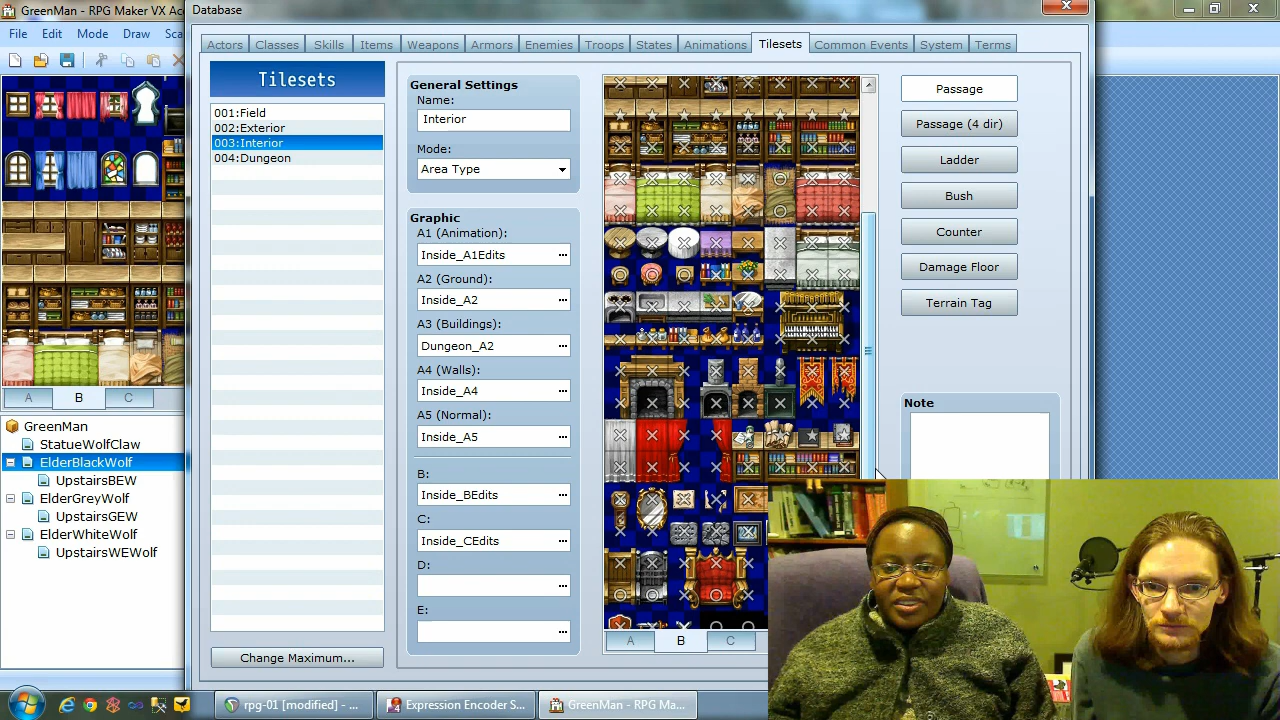 GreenMan - RPG Maker VX Ac
Database
File Edit Mode Draw Sca
Actors Classes Skills Items Weapons Armors Enemies Troops States Animations Tilesets Common Events System Terms
Tilesets
001:Field
002:Exterior
003:Interior
004:Dungeon
Change Maximum...
General Settings
Name:
Interior
Mode:
Area Type
Graphic
A1 (Animation):
Inside_A1Edits
A2 (Ground):
Inside_A2
A3 (Buildings):
Dungeon_A2
A4 (Walls):
Inside_A4
A5 (Normal):
Inside_A5
B:
Inside_BEdits
C:
Inside_CEdits
D:
E:
A B C
Passage
Passage (4 dir)
Ladder
Bush
Counter
Damage Floor
Terrain Tag
Note
A B C
GreenMan
StatueWolfClaw
ElderBlackWolf
UpstairsBEW
ElderGreyWolf
UpstairsGEW
ElderWhiteWolf
UpstairsWEWolf
rpg-01 [modified] - ...
Expression Encoder S...
GreenMan - RPG Ma...